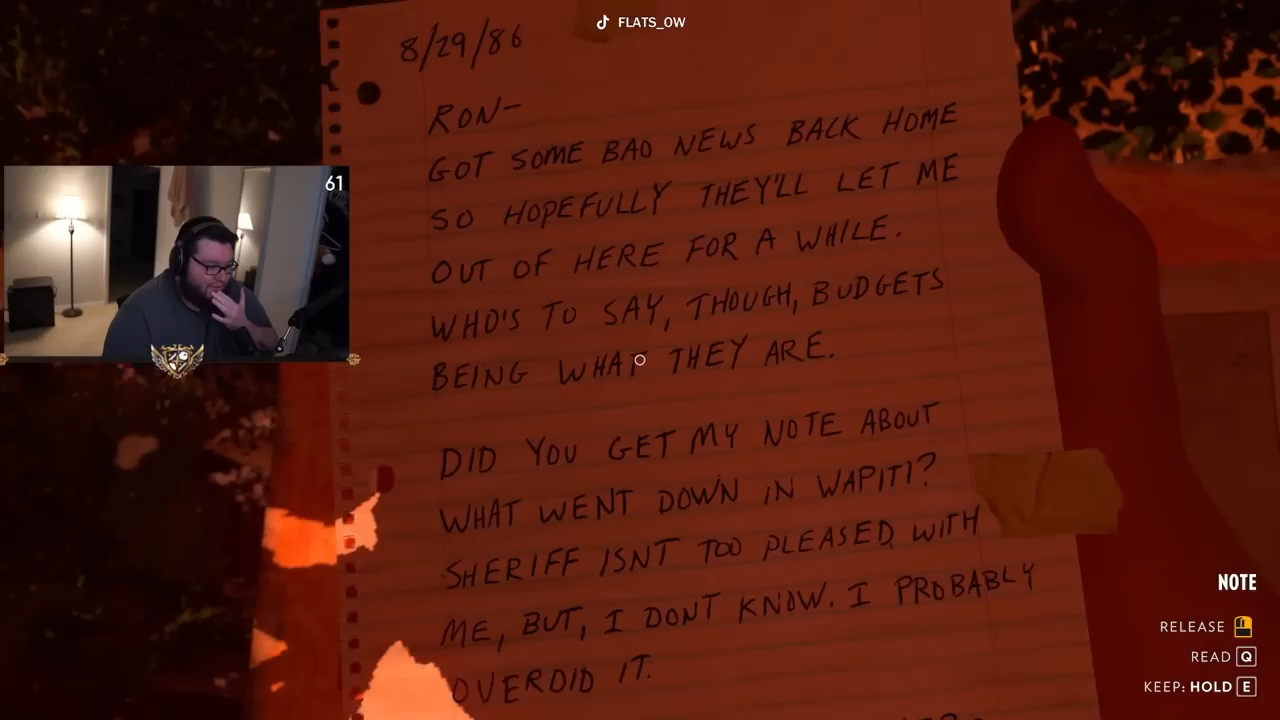 FLATS_OW
8/29/86
RON-
GOT SOME BAD NEWS BACK HOME
SO HOPEFULLY THEY'LL LET ME
OUT OF HERE FOR A WHILE.
WHO'S TO SAY, THOUGH, BUDGETS
BEING WHAT THEY ARE.
DID YOU GET MY NOTE ABOUT
WHAT WENT DOWN IN WAPITI?
SHERIFF ISNT TOO PLEASED WITH
ME, BUT, I DONT KNOW. I PROBABLY
OVERDID IT.
61
NOTE
RELEASE
READ Q
KEEP: HOLD E